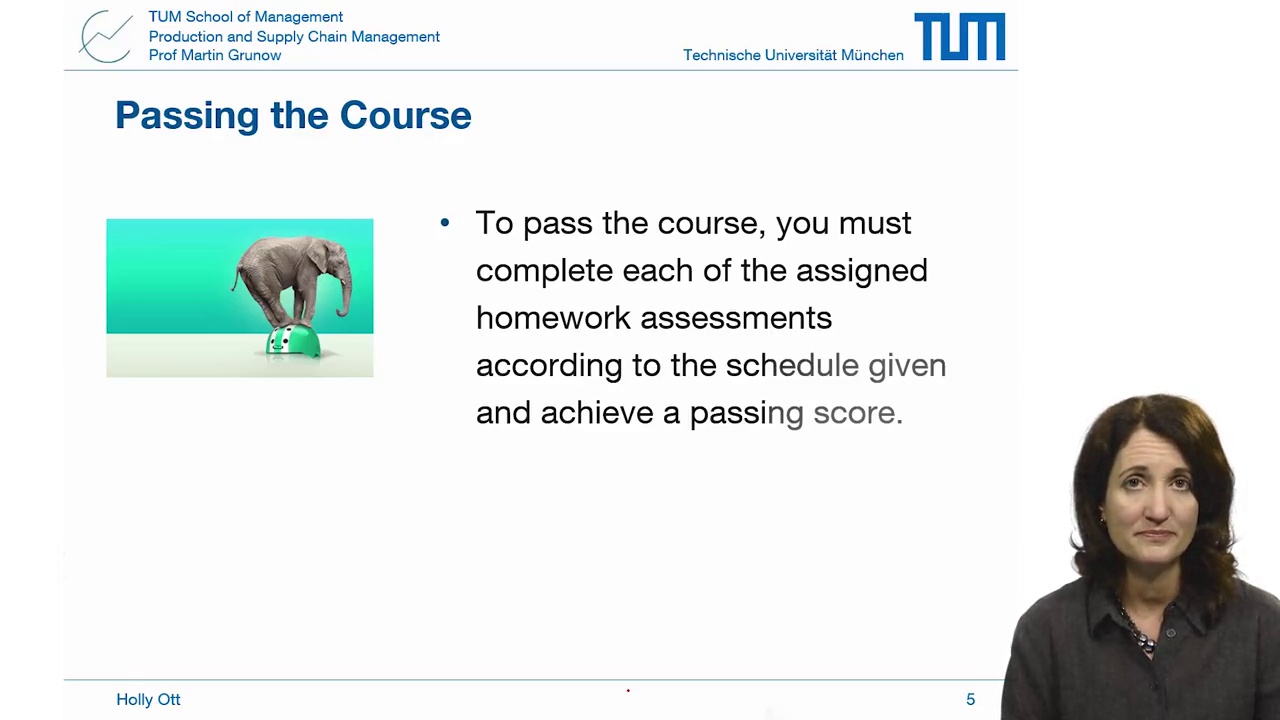 TUM School of Management
Production and Supply Chain Management
Prof Martin Grunow
Technische Universität München
TUM
Passing the Course
• To pass the course, you must
complete each of the assigned
homework assessments
according to the schedule given
and achieve a passing score.
Holly Ott
5